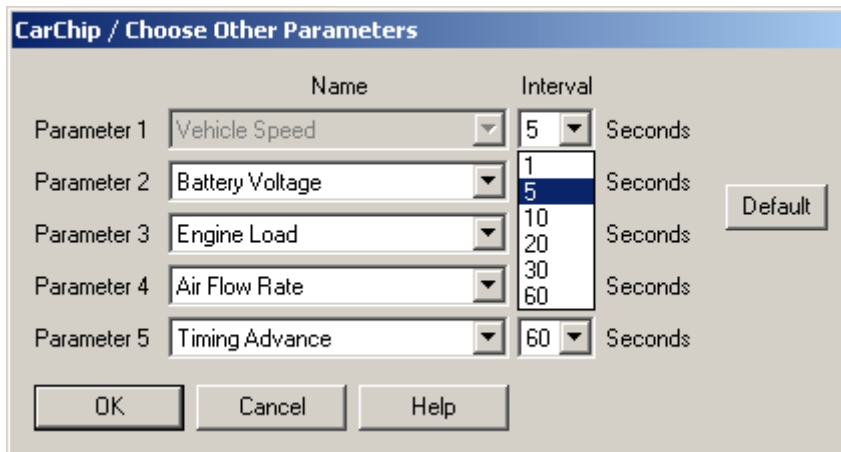 CarChip / Choose Other Parameters
Name Interval
Parameter 1 Vehicle Speed 5 Seconds
1
Parameter 2 Battery Voltage Seconds
5
Default
10
Parameter 3 Engine Load Seconds
20
30
Parameter 4 Air Flow Rate Seconds
60
Parameter 5 Timing Advance 60 Seconds
OK Cancel Help